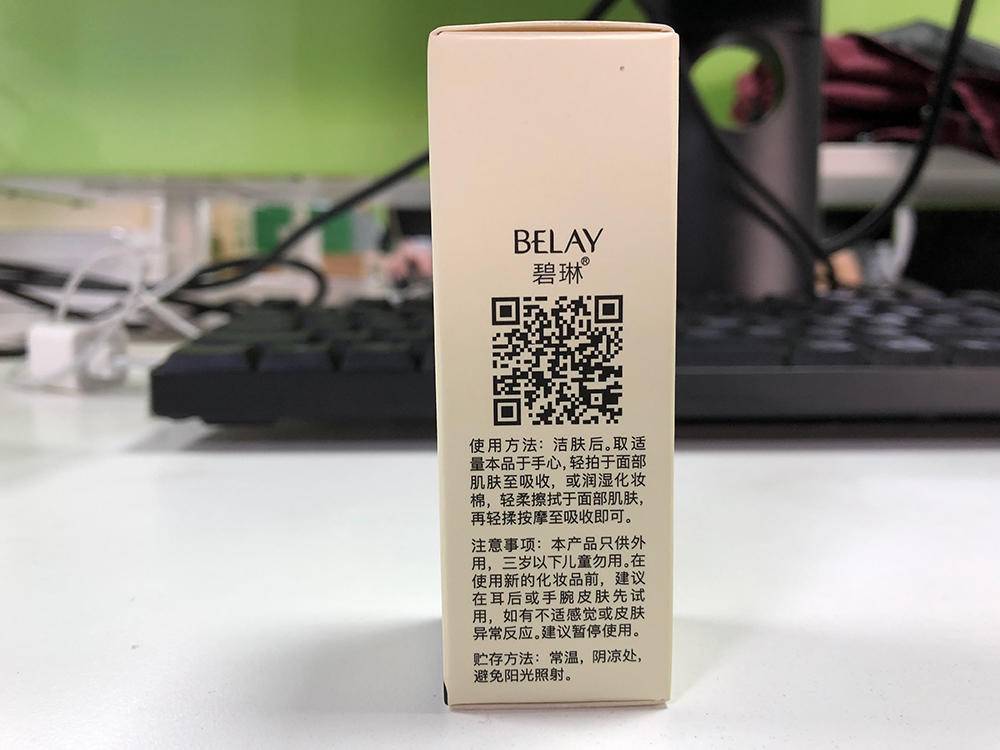 BELAY
碧琳®
使用方法：洁肤后。取适
量本品于手心，轻拍于面部
肌肤至吸收，或润湿化妆
棉，轻柔擦拭于面部肌肤，
再轻揉按摩至吸收即可。
注意事项：本产品只供外
用，三岁以下儿童勿用。在
使用新的化妆品前，建议
在耳后或手腕皮肤先试
用，如有不适感觉或皮肤
异常反应。建议暂停使用。
贮存方法：常温，阴凉处，
避免阳光照射。